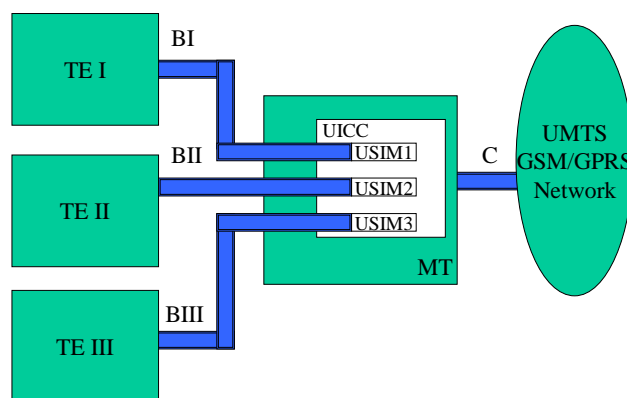 BI
TE I
UICC
USIM1
BII
USIM2
TE II
USIM3
MT
BIII
TE III
C
UMTS
GSM/GPRS
Network